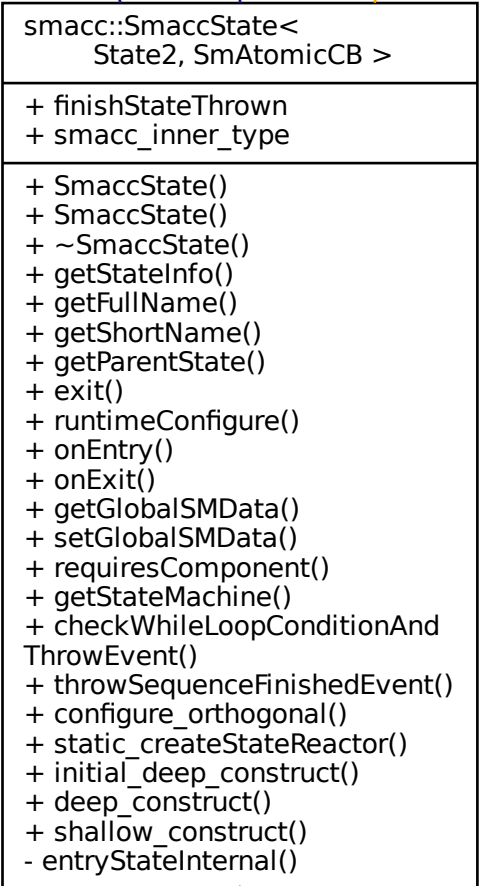 smacc::SmaccState<
State2, SmAtomicCB >
+ finishStateThrown
+ smacc_inner_type
+ SmaccState()
+ SmaccState()
+ ~SmaccState()
+ getStateInfo()
+ getFullName()
+ getShortName()
+ getParentState()
+ exit()
+ runtimeConfigure()
+ onEntry()
+ onExit()
+ getGlobalSMData()
+ setGlobalSMData()
+ requiresComponent()
+ getStateMachine()
+ checkWhileLoopConditionAnd
ThrowEvent()
+ throwSequenceFinishedEvent()
+ configure_orthogonal()
+ static_createStateReactor()
+ initial_deep_construct()
+ deep_construct()
+ shallow_construct()
- entryStateInternal()